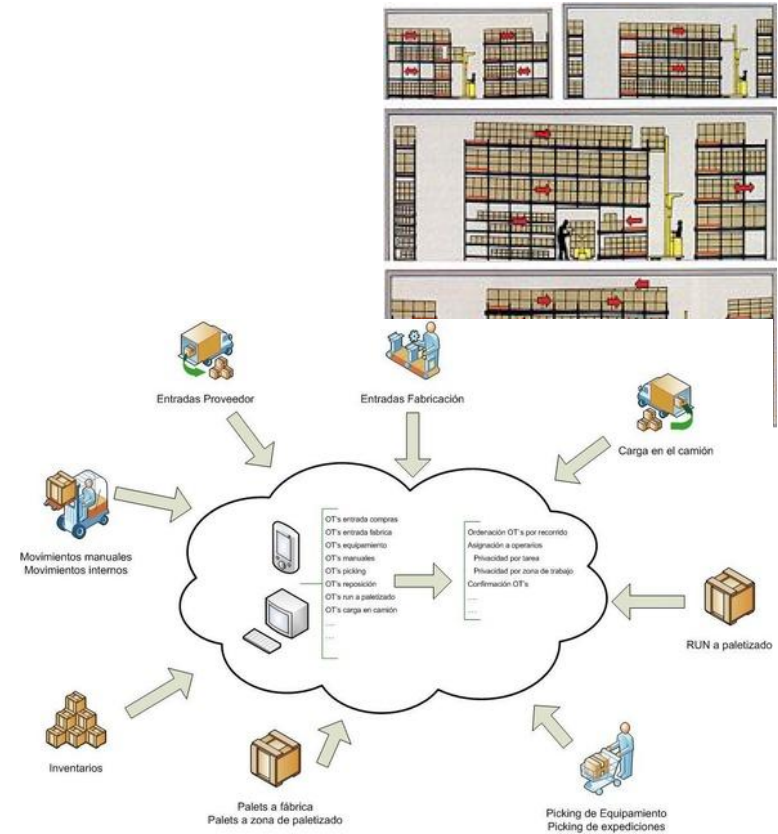 Entradas Proveedor
Entradas Fabricación
Carga en el camión
Movimientos manuales
Movimientos internos
OT's entrada compras
OT's entrada fabrica
OT's equipamiento
OT's manuales
OT's picking
OT's reposición
OT's run a paletizado
OT's carga en camión
....
...
Ordenación OT's por recorrido
Asignación a operarios
Privacidad por tarea
Privacidad por zona de trabajo
Confirmación OT's
....
....
RUN a paletizado
Inventarios
Palets a fábrica
Palets a zona de paletizado
Picking de Equipamiento
Picking de expediciones